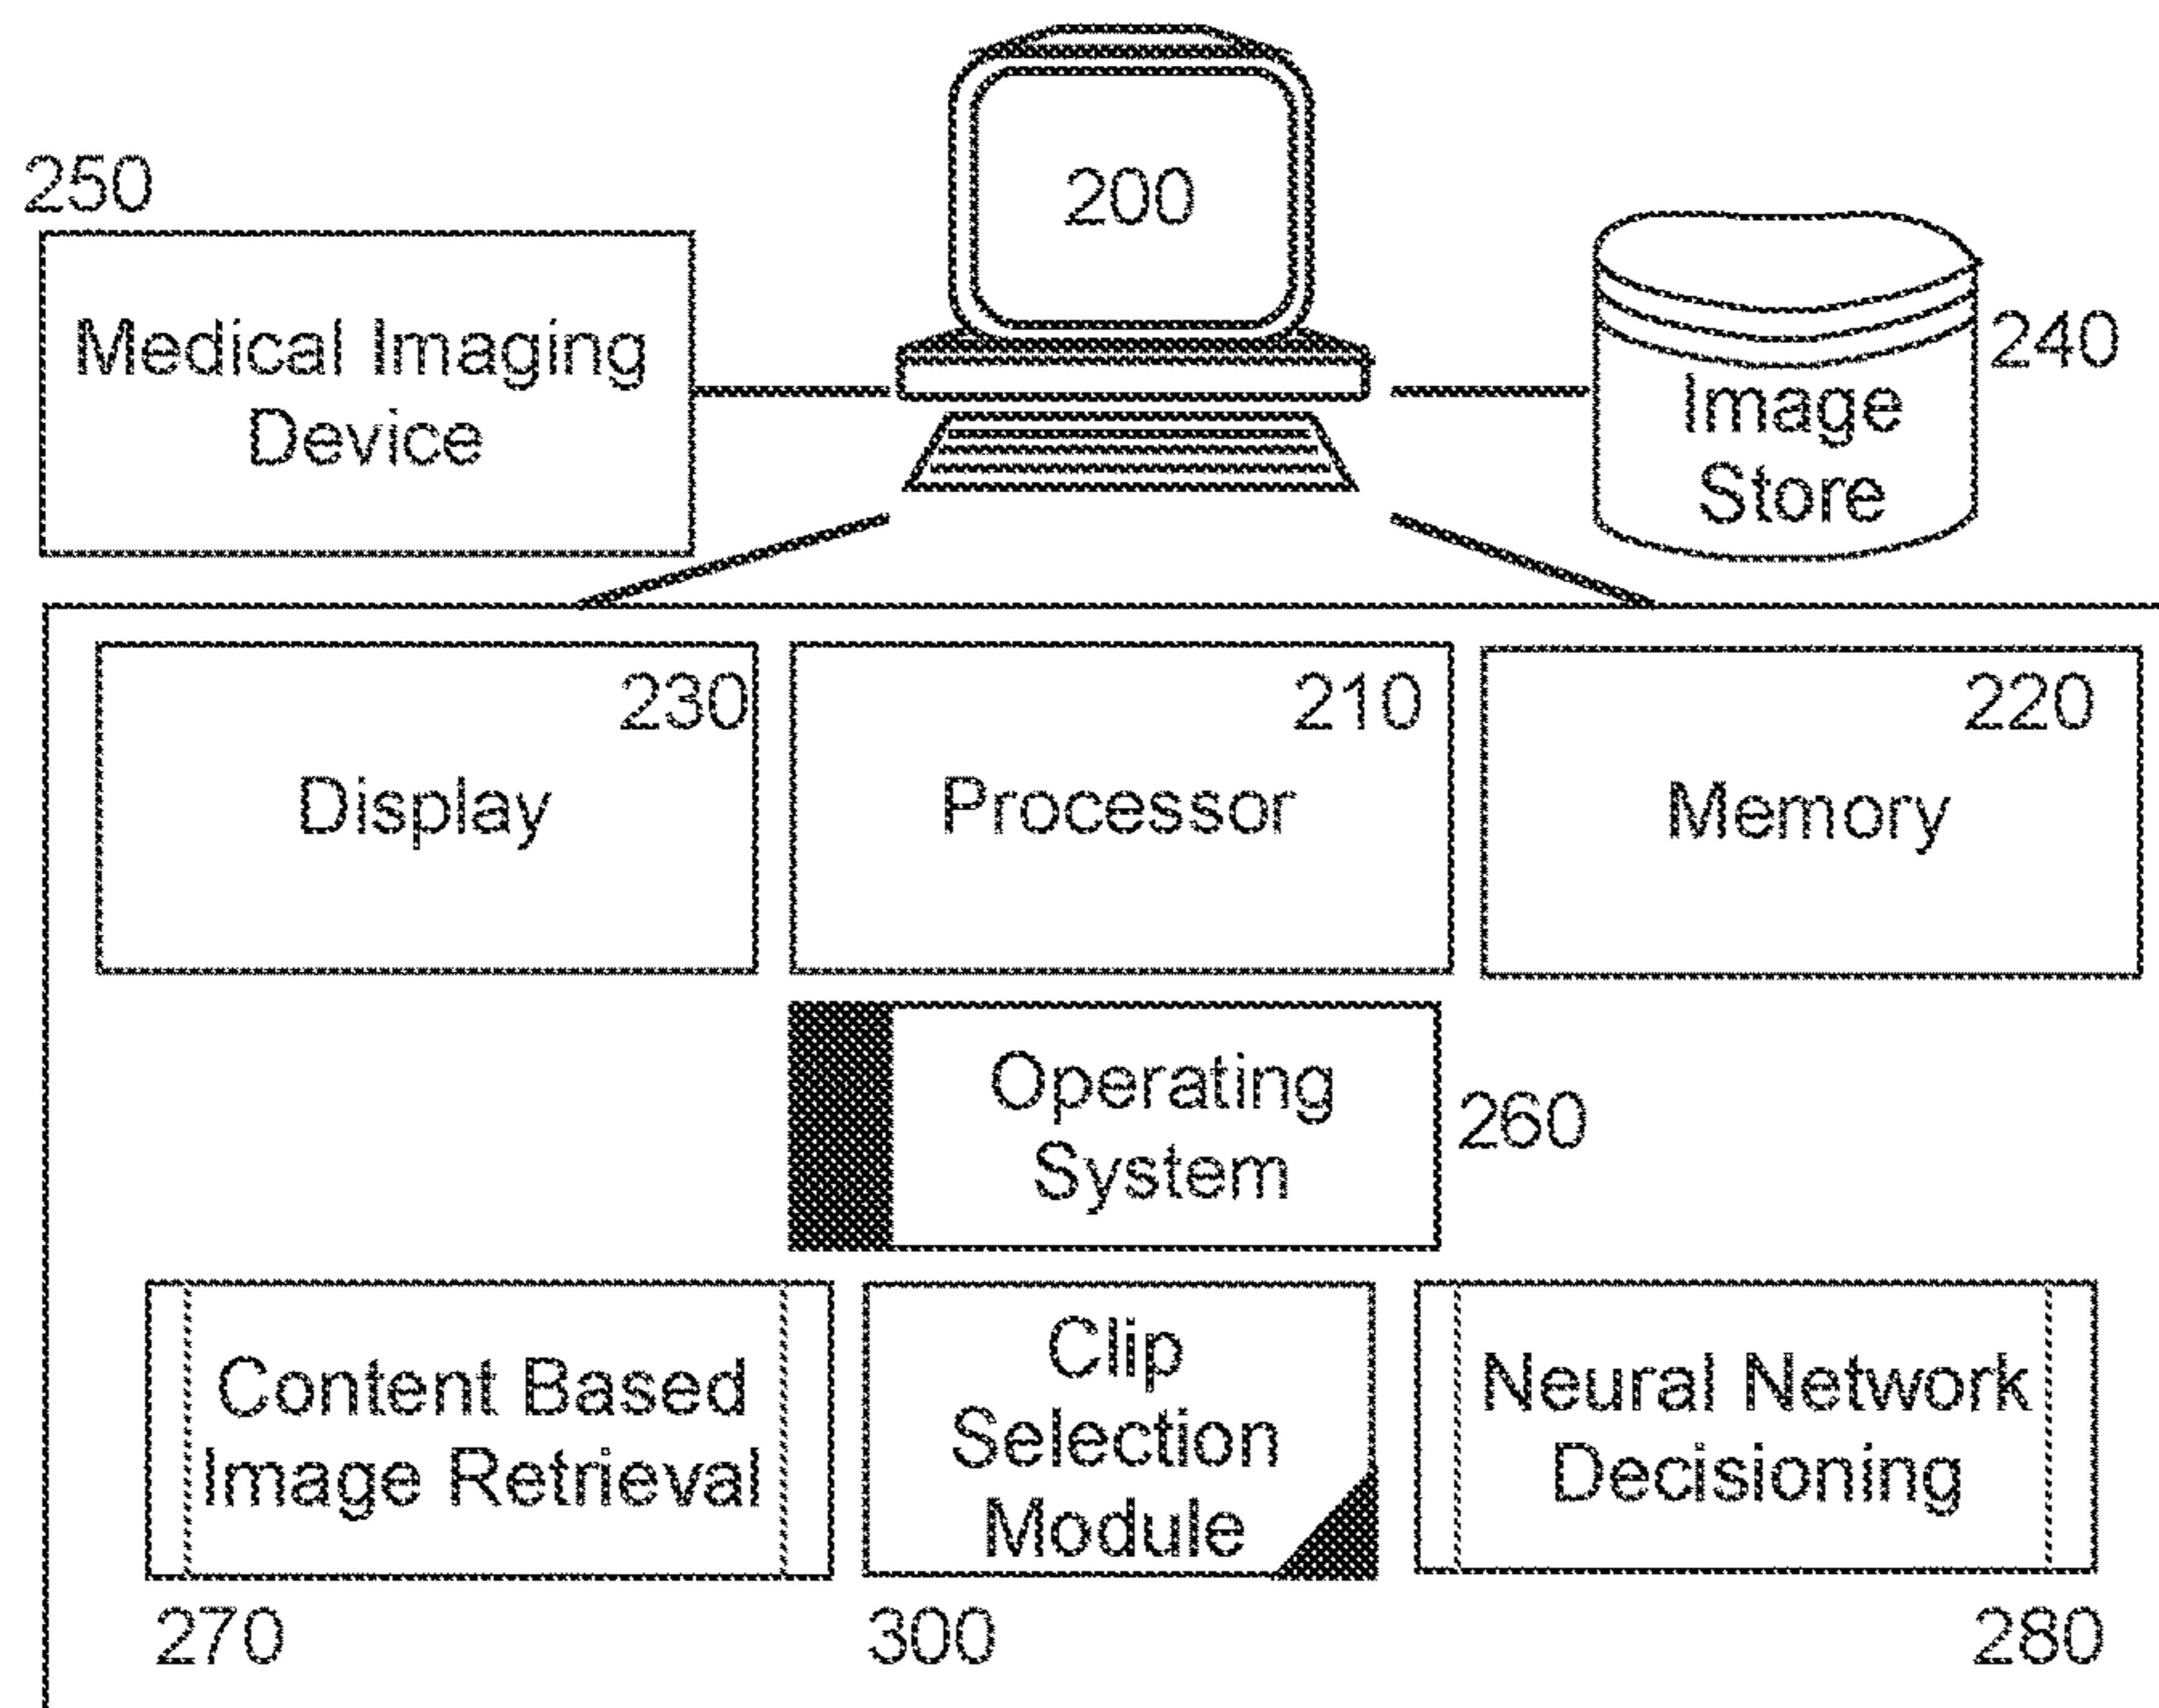 250
200
Medical Imaging
Device
240
Image
Store
230
Display
210
Processor
220
Memory
Operating
System
260
Content Based
Image Retrieval
270
Clip
Selection
Module
300
Neural Network
Decisioning
280